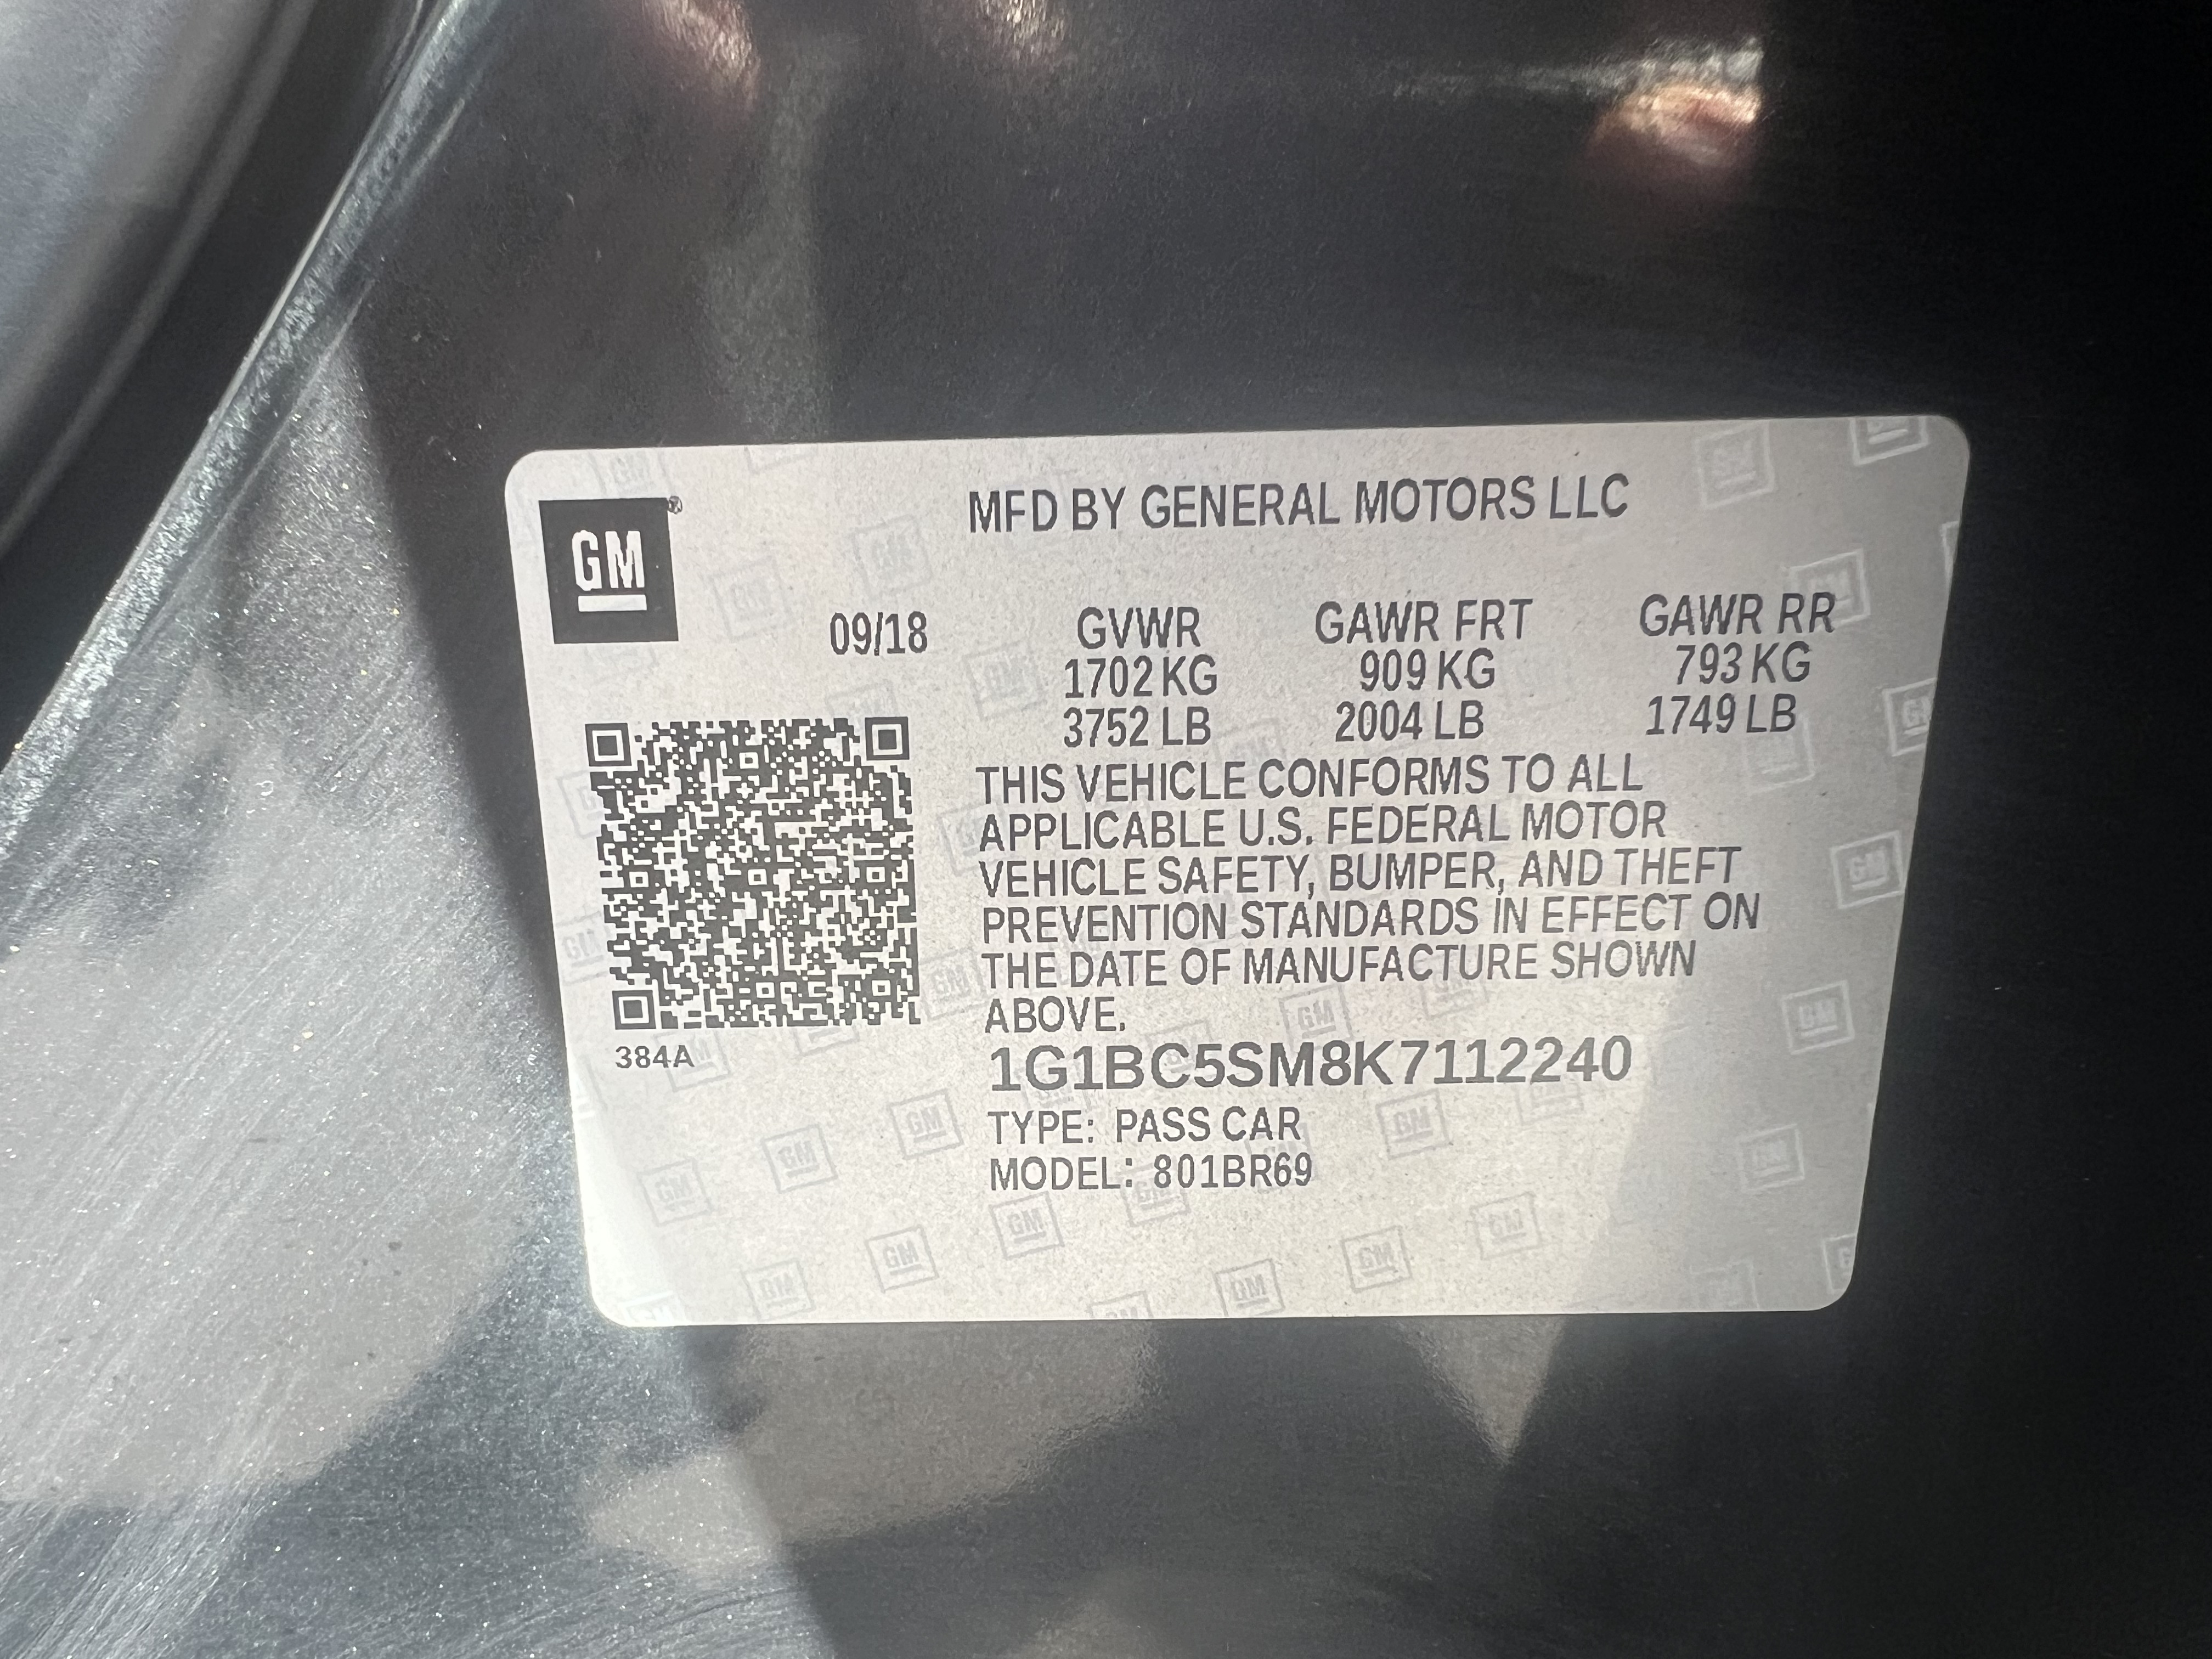 GM®
MFD BY GENERAL MOTORS LLC
09/18 GVWR GAWR FRT GAWR RR
1702 KG 909 KG 793 KG
3752 LB 2004 LB 1749 LB
THIS VEHICLE CONFORMS TO ALL
APPLICABLE U.S. FEDERAL MOTOR
VEHICLE SAFETY, BUMPER, AND THEFT
PREVENTION STANDARDS IN EFFECT ON
THE DATE OF MANUFACTURE SHOWN
ABOVE.
384A
1G1BC5SM8K7112240
TYPE: PASS CAR
MODEL: 801BR69